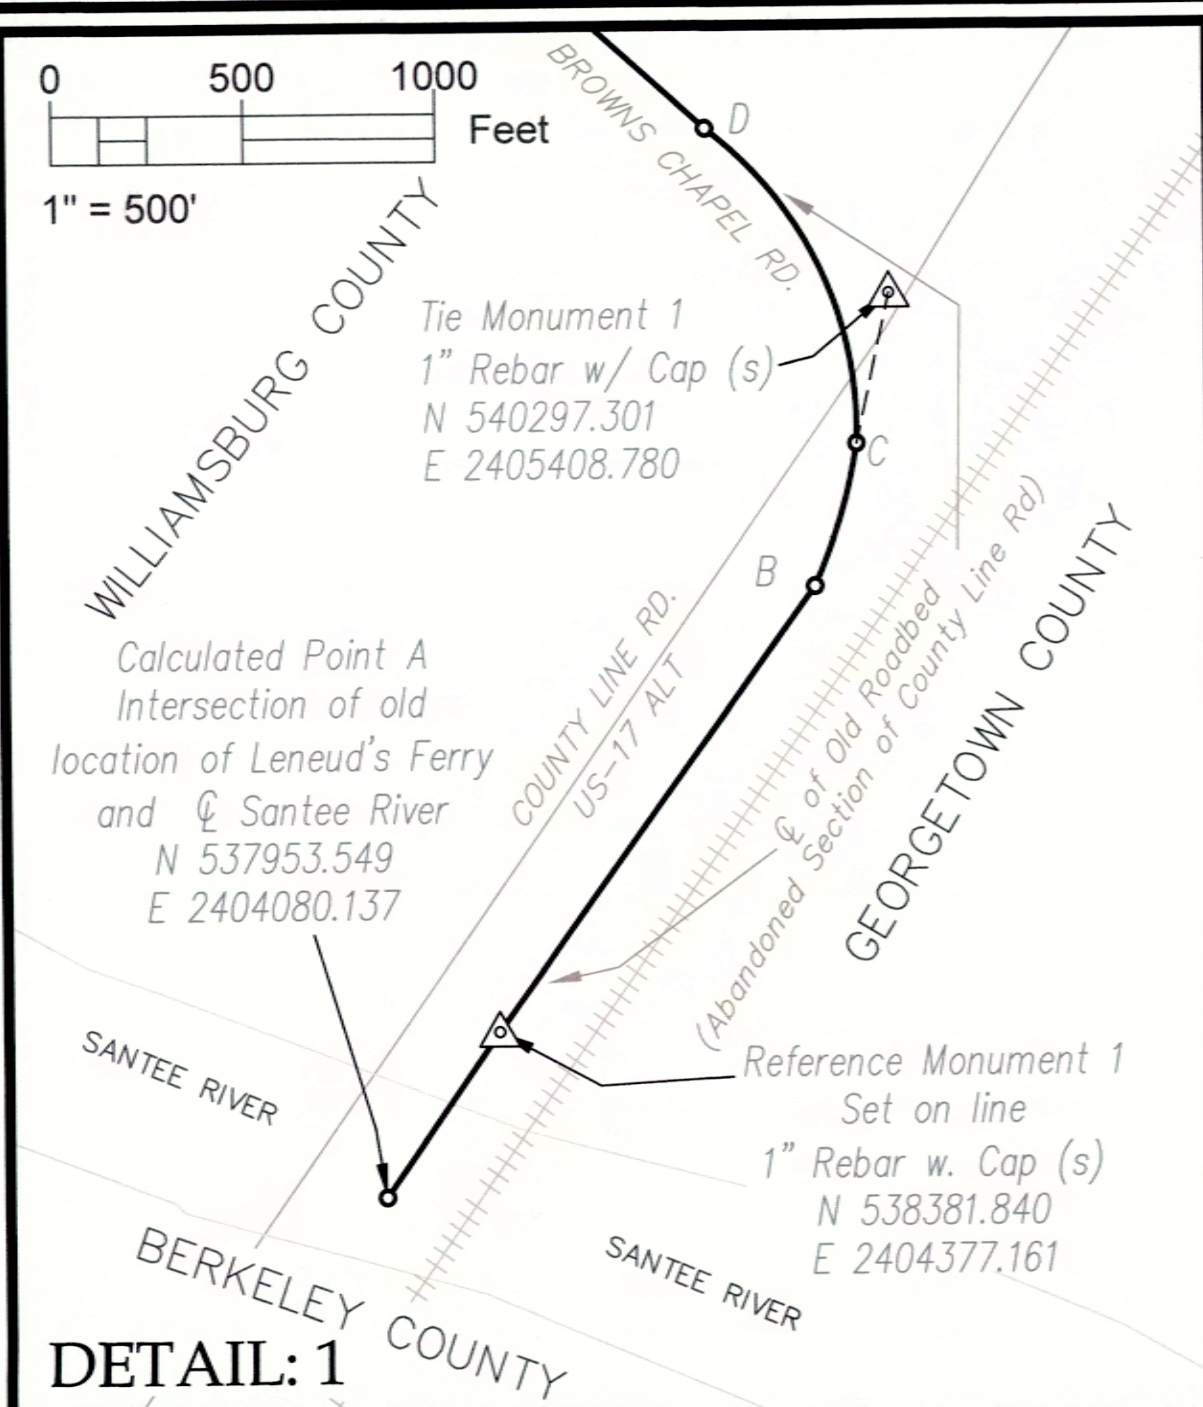 0 500 1000
Feet
1" = 500'
BROWNS CHAPEL RD.
D
WILLIAMSBURG COUNTY
Tie Monument 1
1" Rebar w/ Cap (s)
N 540297.301
E 2405408.780
C
B
Calculated Point A
Intersection of old
location of Leneud's Ferry
and ℄ Santee River
N 537953.549
E 2404080.137
COUNTY LINE RD.
US-17 ALT
℄ of Old Roadbed
(Abandoned Section of County Line Rd)
GEORGETOWN COUNTY
SANTEE RIVER
Reference Monument 1
Set on line
1" Rebar w. Cap (s)
N 538381.840
E 2404377.161
SANTEE RIVER
BERKELEY COUNTY
DETAIL: 1